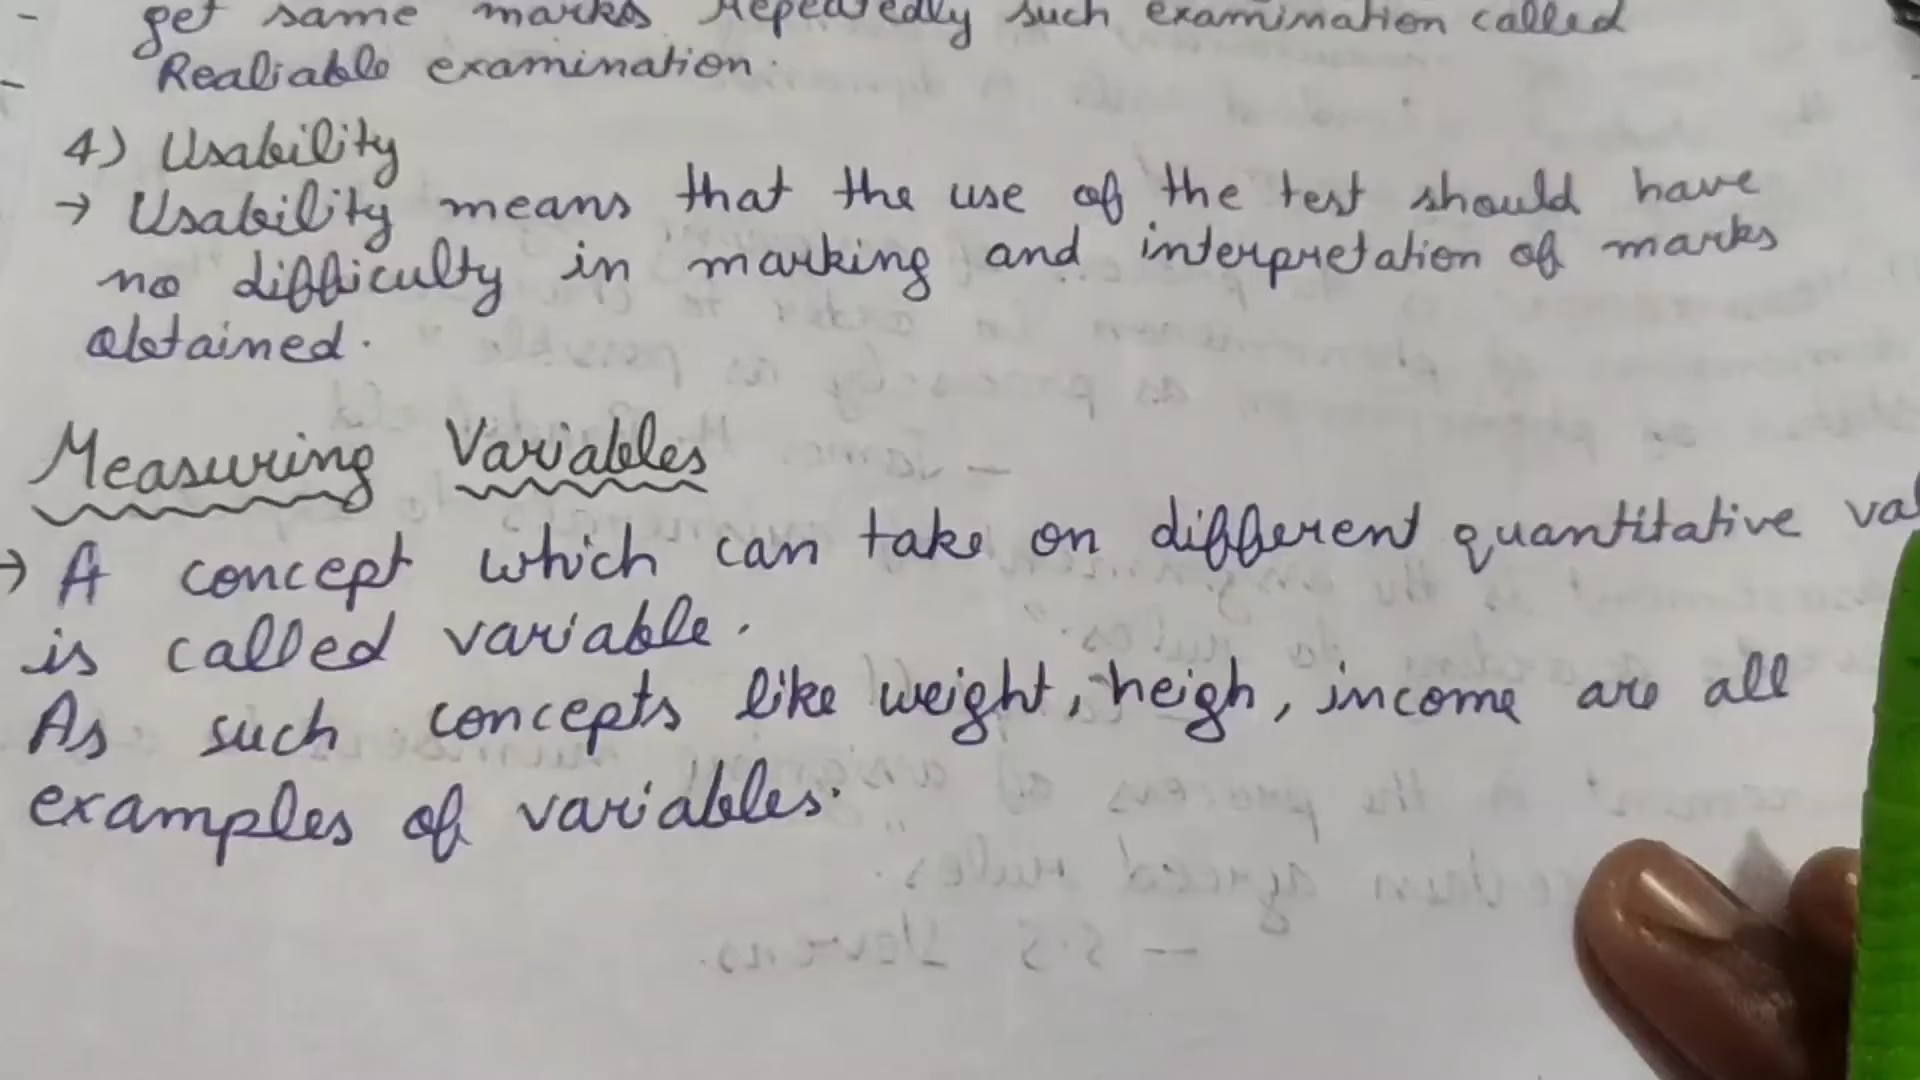 get same marks repeatedly such examination called
Realiable examination.
4) Usability
→ Usability means that the use of the test should have
no difficulty in marking and interpretation of marks
obtained.
Measuring Variables
→ A concept which can take on different quantitative val
is called variable.
As such concepts like weight, heigh, income are all
examples of variables.